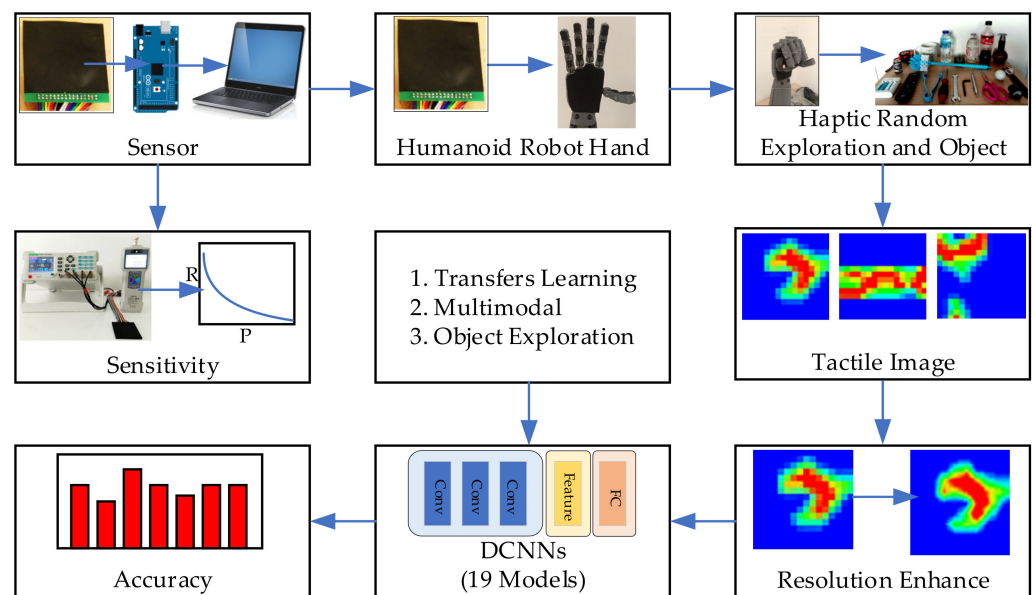 Sensor
Humanoid Robot Hand
Haptic Random
Exploration and Object
R
P
Sensitivity
1. Transfers Learning
2. Multimodal
3. Object Exploration
Tactile Image
Accuracy
Conv
Conv
Conv
Feature
FC
DCNNs
(19 Models)
Resolution Enhance